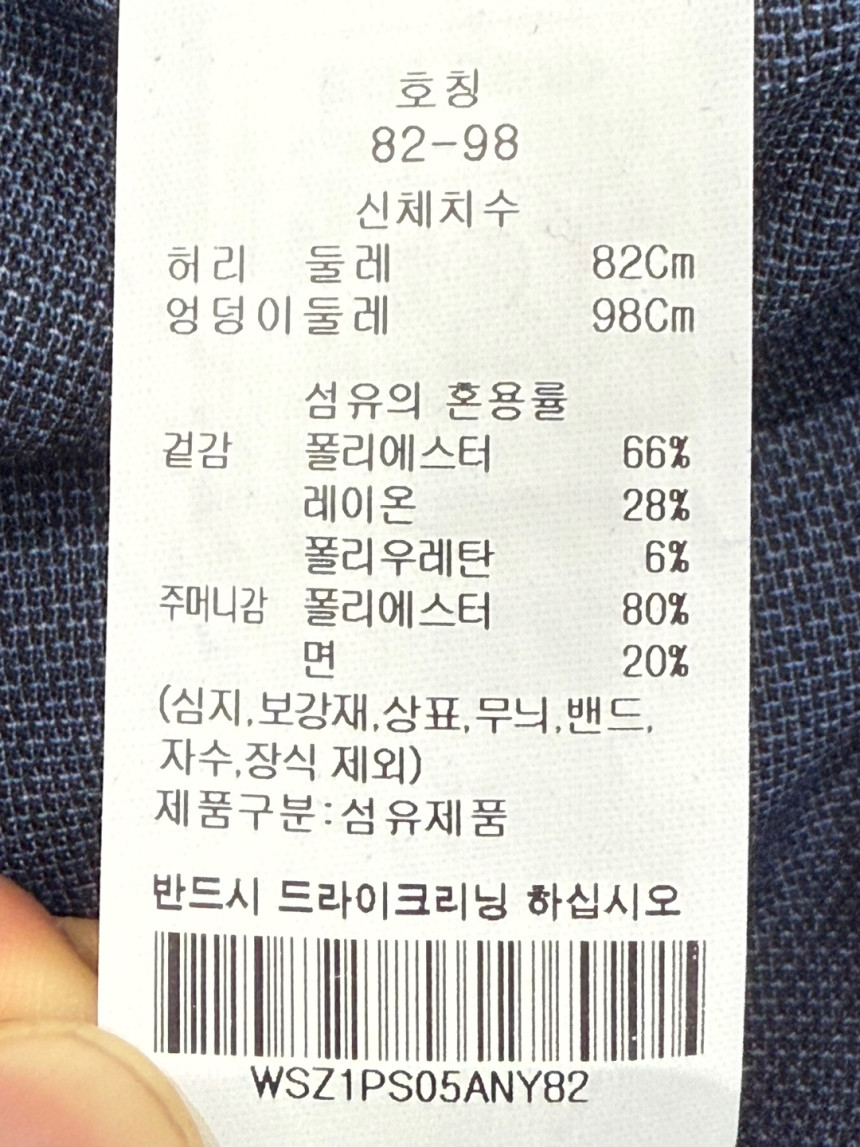 호칭
82-98
신체치수
허리 둘레 82Cm
엉덩이둘레 98Cm
섬유의 혼용률
겉감 폴리에스터 66%
레이온 28%
폴리우레탄 6%
주머니감 폴리에스터 80%
면 20%
(심지,보강재,상표,무늬,밴드,
자수,장식 제외)
제품구분:섬유제품
반드시 드라이크리닝 하십시오
WSZ1PS05ANY82